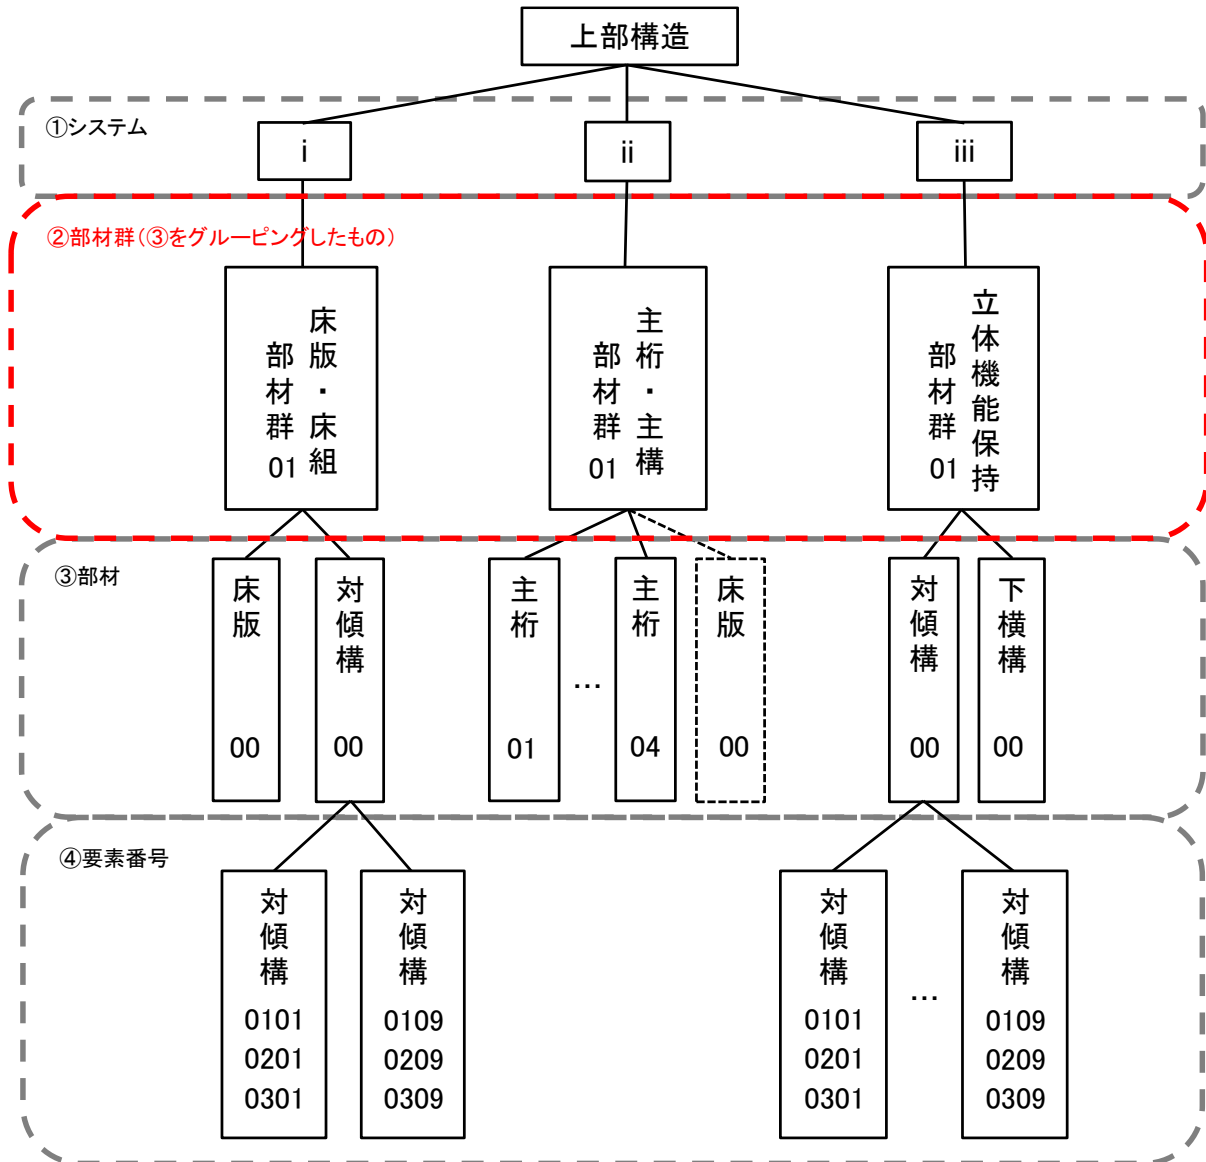 上部構造
①システム
i
ii
iii
②部材群(③をグルーピングしたもの)
床版・床組
部材群01
主桁・主構
部材群01
立体機能保持
部材群01
③部材
床版 00
対傾構 00
主桁 01
…
主桁 04
床版 00
対傾構 00
下横構 00
④要素番号
対傾構
0101
0201
0301
対傾構
0109
0209
0309
対傾構
0101
0201
0301
…
対傾構
0109
0209
0309